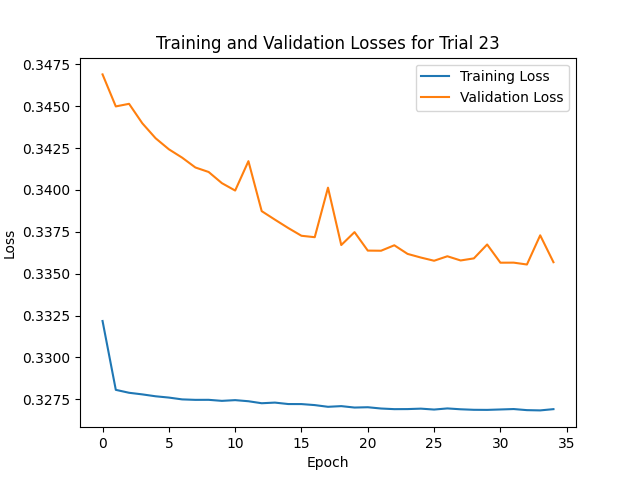 Training and Validation Losses for Trial 23
Training Loss
Validation Loss
0.3475
0.3450
0.3425
0.3400
0.3375
0.3350
0.3325
0.3300
0.3275
Loss
0 5 10 15 20 25 30 35
Epoch